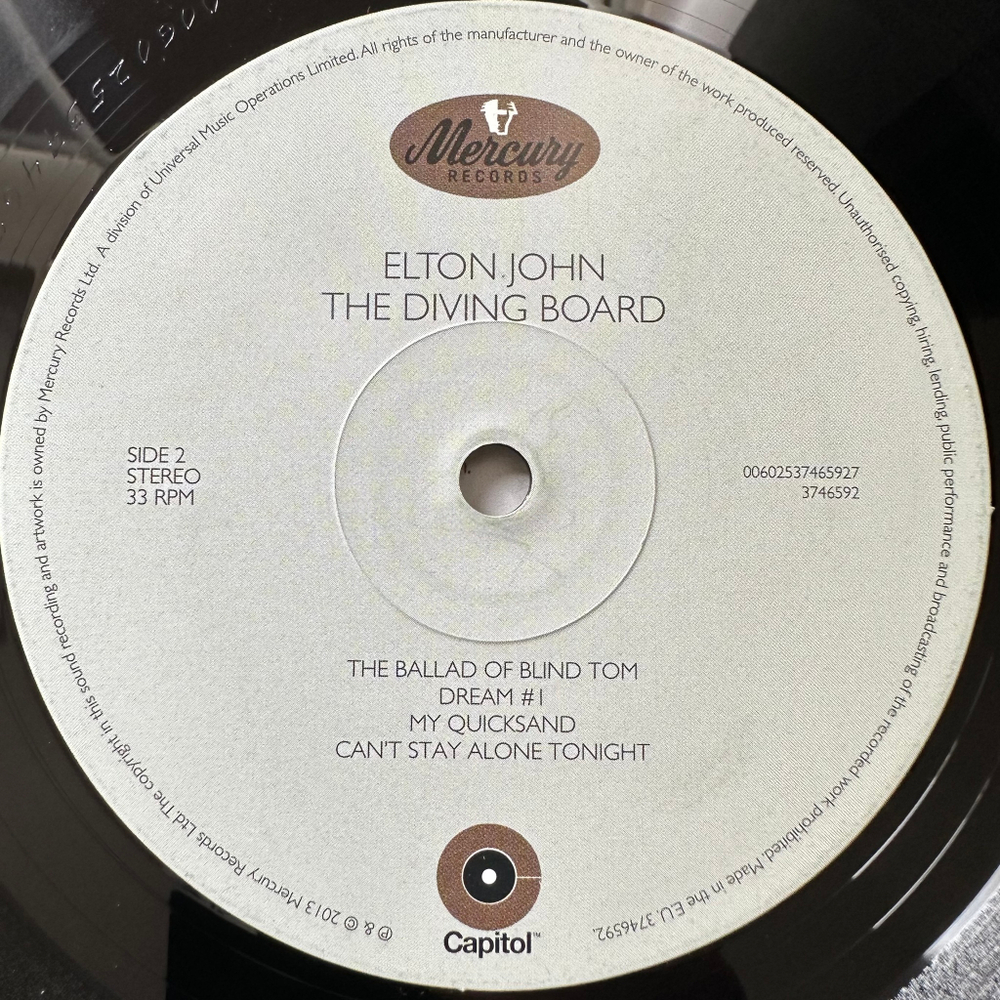 Mercury
RECORDS
ELTON JOHN
THE DIVING BOARD
SIDE 2
STEREO
33 RPM
00602537465927
3746592
THE BALLAD OF BLIND TOM
DREAM #1
MY QUICKSAND
CAN'T STAY ALONE TONIGHT
Capitol™
℗ & © 2013 Mercury Records Ltd. The copyright in this sound recording and artwork is owned by Mercury Records Ltd. A division of Universal Music Operations Limited. All rights of the manufacturer and the owner of the work produced reserved. Unauthorised copying, hiring, lending, public performance and broadcasting of the recorded work prohibited. Made in the E.U. 3746592.